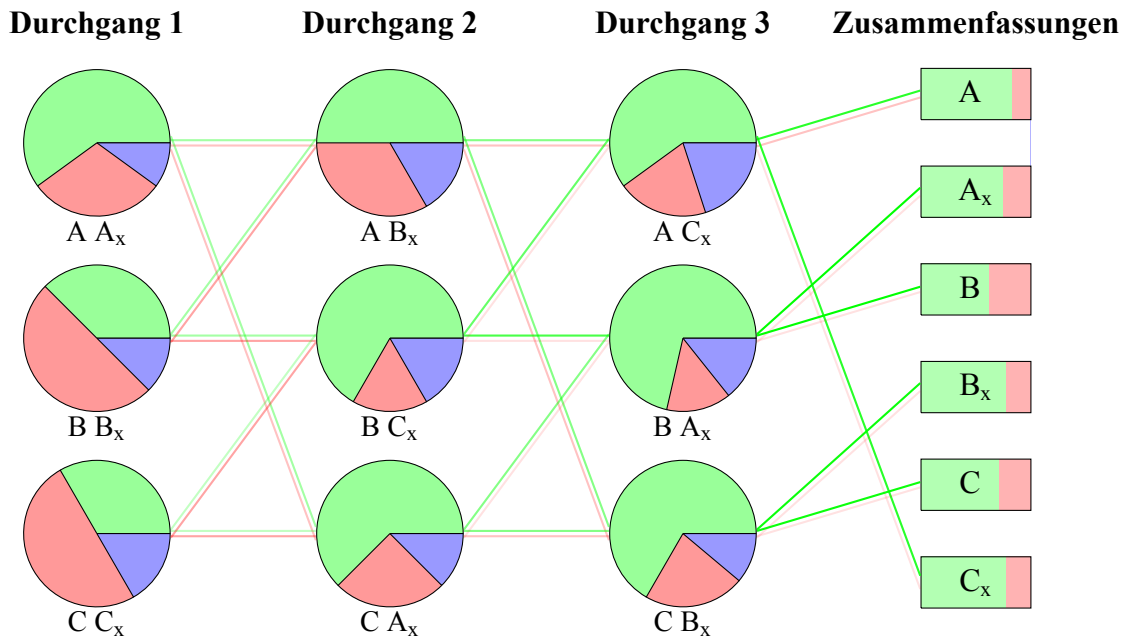 Durchgang 1 Durchgang 2 Durchgang 3 Zusammenfassungen
A Aₓ A Bₓ A Cₓ
B Bₓ B Cₓ B Aₓ
C Cₓ C Aₓ C Bₓ
A
Aₓ
B
Bₓ
C
Cₓ